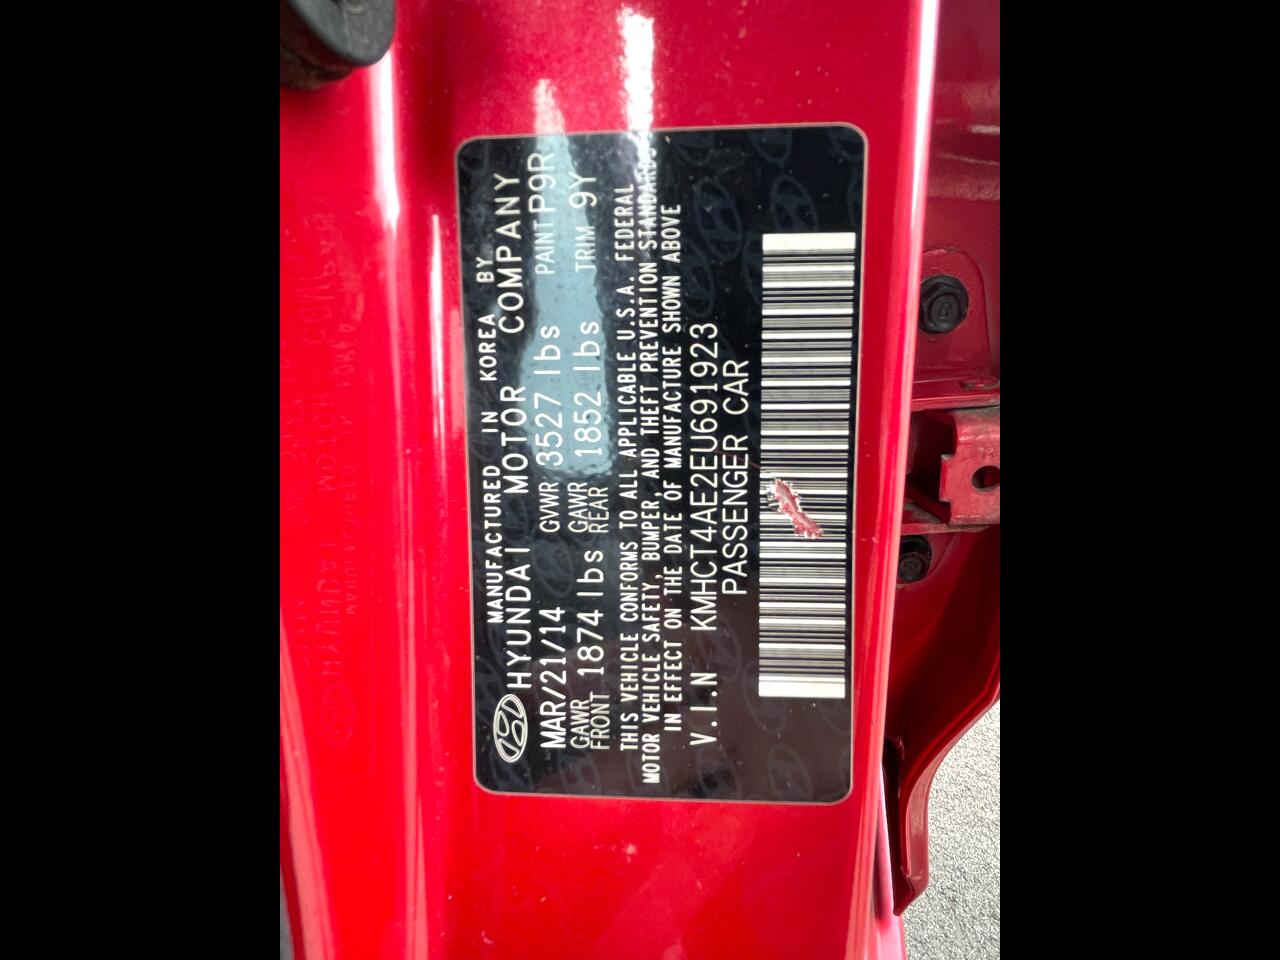 MANUFACTURED IN KOREA BY
HYUNDAI MOTOR COMPANY
MAR/21/14 GVWR 3527 lbs PAINT P9R
GAWR FRONT 1874 lbs GAWR REAR 1852 lbs TRIM 9Y
THIS VEHICLE CONFORMS TO ALL APPLICABLE U.S.A. FEDERAL
MOTOR VEHICLE SAFETY, BUMPER, AND THEFT PREVENTION STANDARDS
IN EFFECT ON THE DATE OF MANUFACTURE SHOWN ABOVE
V.I.N KMHCT4AE2EU691923
PASSENGER CAR